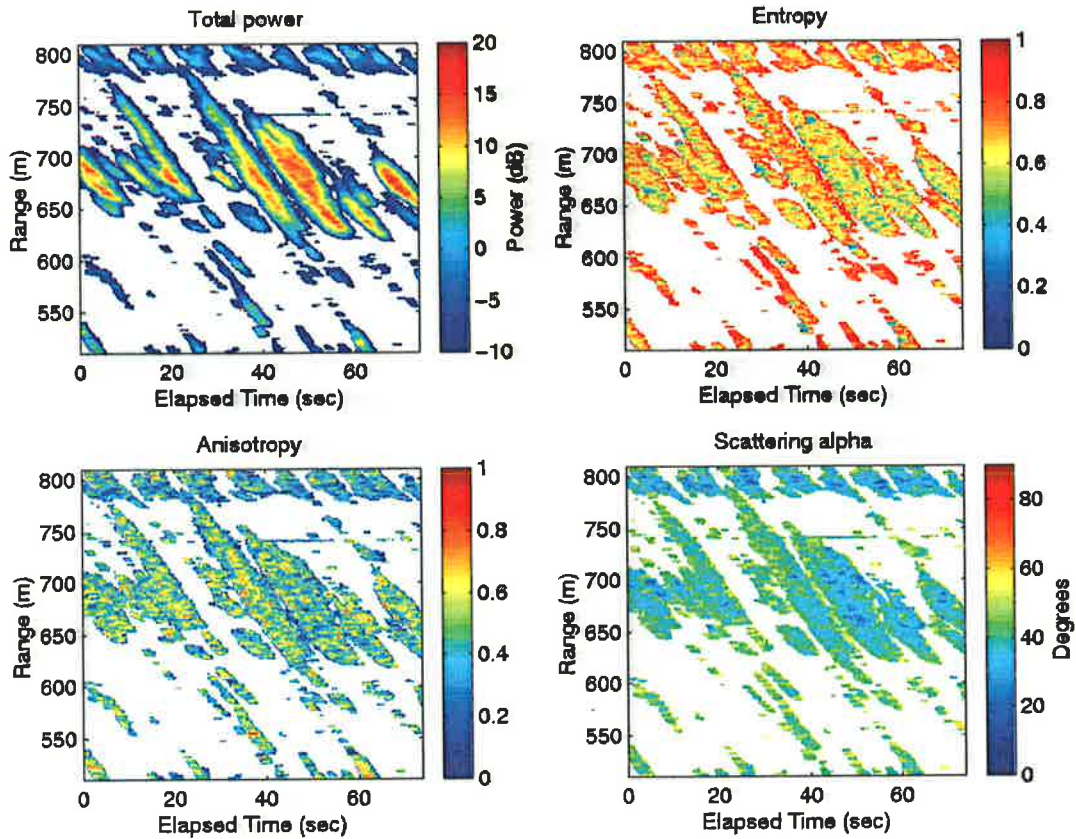 Total power
Entropy
800
750
700
650
600
550
Range (m)
0 20 40 60
Elapsed Time (sec)
20
15
10
5
0
−5
−10
Power (dB)
800
750
700
650
600
550
Range (m)
0 20 40 60
Elapsed Time (sec)
1
0.8
0.6
0.4
0.2
0
Anisotropy
Scattering alpha
800
750
700
650
600
550
Range (m)
0 20 40 60
Elapsed Time (sec)
1
0.8
0.6
0.4
0.2
0
800
750
700
650
600
550
Range (m)
0 20 40 60
Elapsed Time (sec)
80
60
40
20
0
Degrees